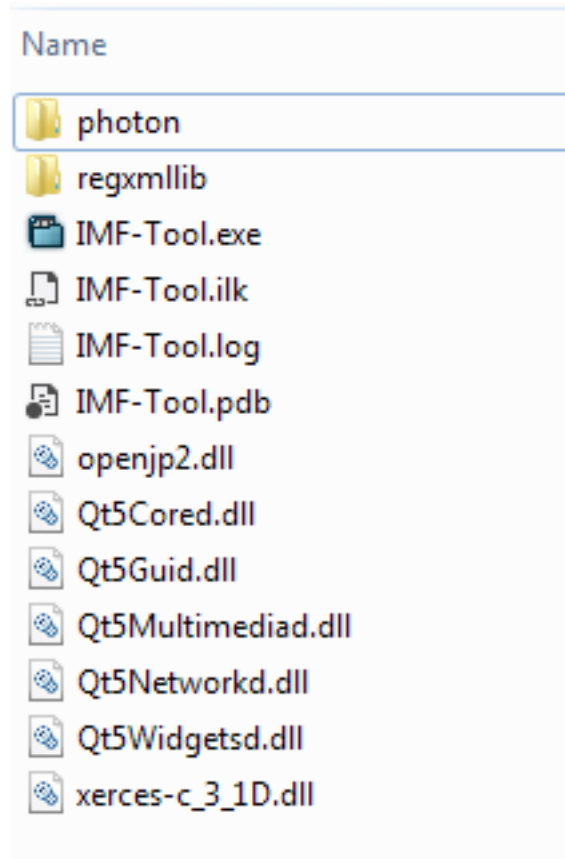 Name
photon
regxmllib
IMF-Tool.exe
IMF-Tool.ilk
IMF-Tool.log
IMF-Tool.pdb
openjp2.dll
Qt5Cored.dll
Qt5Guid.dll
Qt5Multimediad.dll
Qt5Networkd.dll
Qt5Widgetsd.dll
xerces-c_3_1D.dll